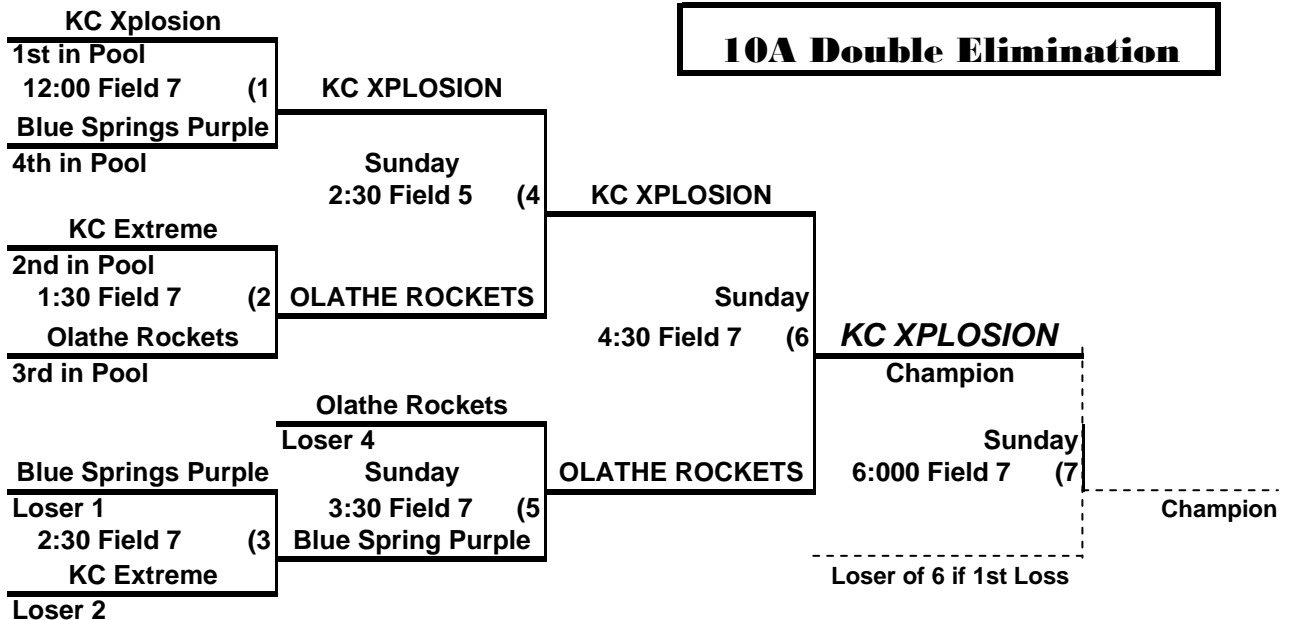 10A Double Elimination
KC Xplosion
1st in Pool
12:00 Field 7 (1
Blue Springs Purple
4th in Pool
KC XPLOSION
Sunday
2:30 Field 5 (4
KC Extreme
2nd in Pool
1:30 Field 7 (2
Olathe Rockets
3rd in Pool
OLATHE ROCKETS
KC XPLOSION
Sunday
4:30 Field 7 (6
KC XPLOSION
Champion
Olathe Rockets
Loser 4
Sunday
3:30 Field 7 (5
Blue Spring Purple
Blue Springs Purple
Loser 1
2:30 Field 7 (3
KC Extreme
Loser 2
OLATHE ROCKETS
Sunday
6:000 Field 7 (7
Champion
Loser of 6 if 1st Loss